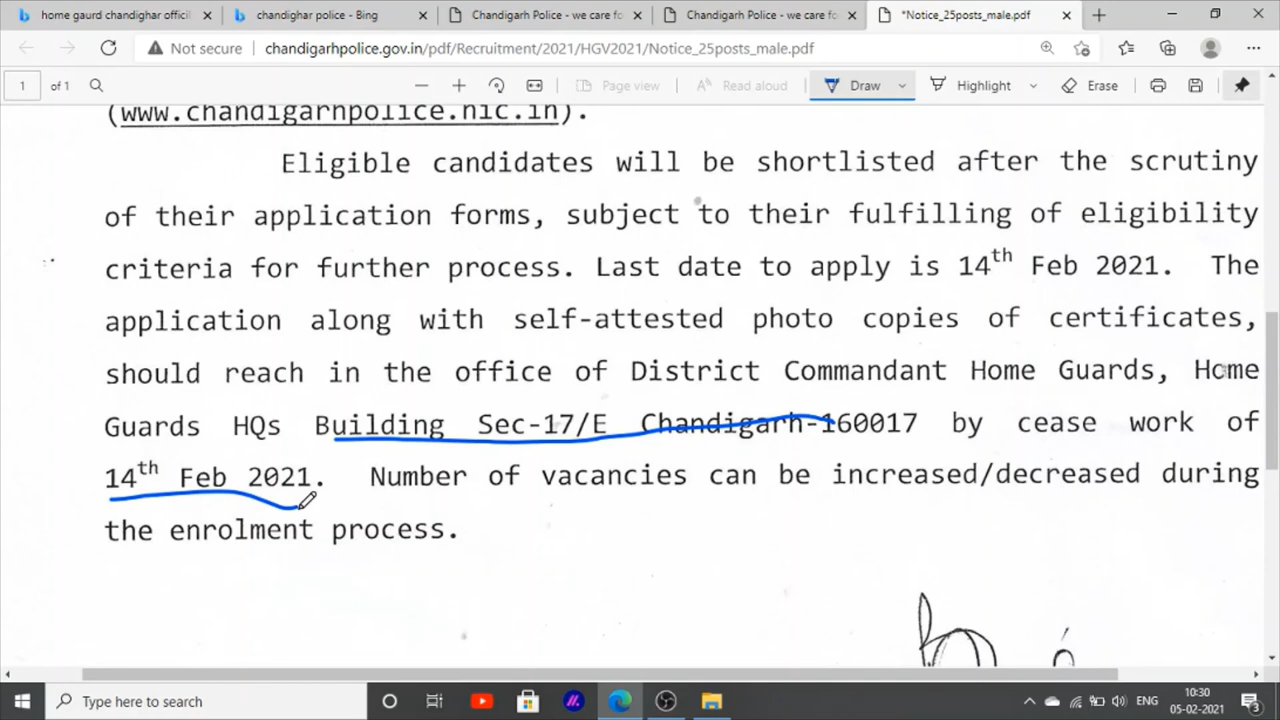 home gaurd chandighar officil
chandighar police - Bing
Chandigarh Police - we care fo
Chandigarh Police - we care fo
*Notice_25posts_male.pdf
Not secure
chandigarhpolice.gov.in/pdf/Recruitment/2021/HGV2021/Notice_25posts_male.pdf
1 of 1
Page view
Read aloud
Draw
Highlight
Erase
(www.chandigarhpolice.nic.in).
Eligible candidates will be shortlisted after the scrutiny
of their application forms, subject to their fulfilling of eligibility
criteria for further process. Last date to apply is 14th Feb 2021. The
application along with self-attested photo copies of certificates,
should reach in the office of District Commandant Home Guards, Home
Guards HQs Building Sec-17/E Chandigarh-160017 by cease work of
14th Feb 2021. Number of vacancies can be increased/decreased during
the enrolment process.
Type here to search
ENG
10:30
05-02-2021
3